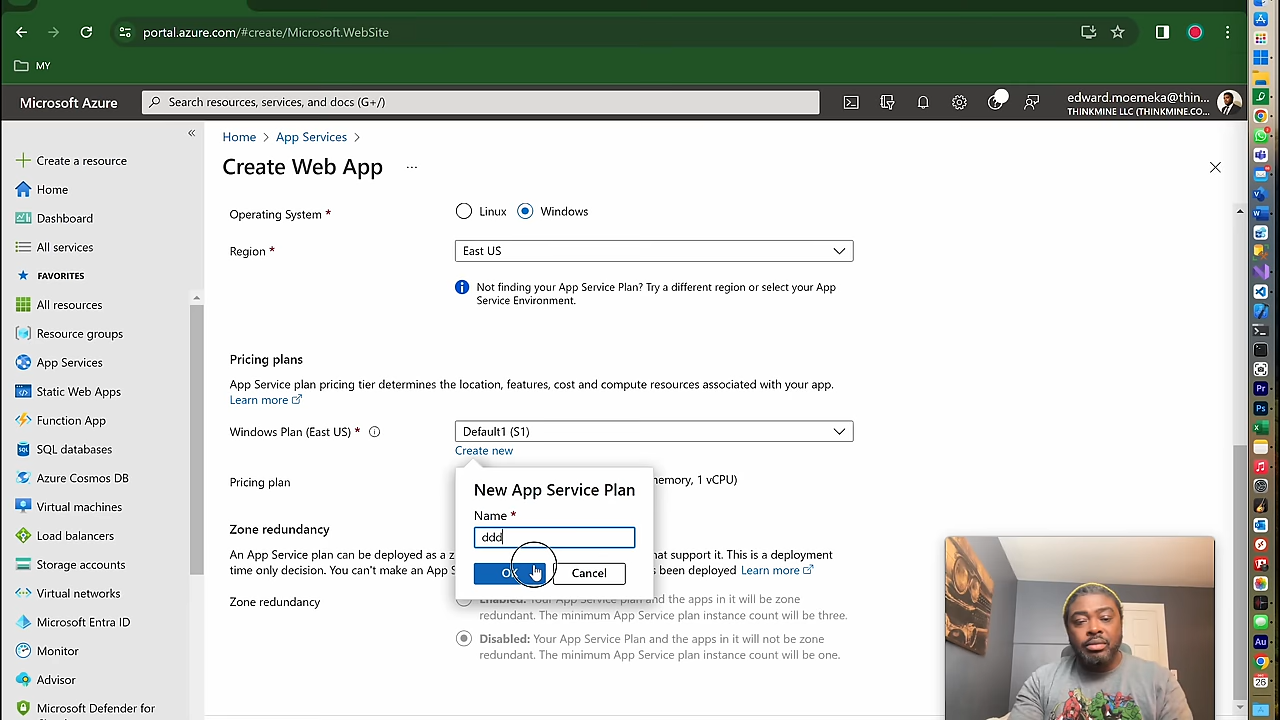 portal.azure.com/#create/Microsoft.WebSite
MY
Microsoft Azure
Search resources, services, and docs (G+/)
edward.moemeka@thin...
THINKMINE LLC (THINKMINE.CO...
Home > App Services >
Create Web App ...
Create a resource
Home
Dashboard
All services
FAVORITES
All resources
Resource groups
App Services
Static Web Apps
Function App
SQL databases
Azure Cosmos DB
Virtual machines
Load balancers
Storage accounts
Virtual networks
Microsoft Entra ID
Monitor
Advisor
Microsoft Defender for
Operating System *
Linux
Windows
Region *
East US
Not finding your App Service Plan? Try a different region or select your App
Service Environment.
Pricing plans
App Service plan pricing tier determines the location, features, cost and compute resources associated with your app.
Learn more
Windows Plan (East US) *
Default1 (S1)
Create new
Pricing plan
emory, 1 vCPU)
New App Service Plan
Name *
ddd
OK
Cancel
Zone redundancy
An App Service plan can be deployed as a z
hat support it. This is a deployment
time only decision. You can't make an App S
s been deployed Learn more
Zone redundancy
Enabled: Your App Service plan and the apps in it will be zone
redundant. The minimum App Service plan instance count will be three.
Disabled: Your App Service Plan and the apps in it will not be zone
redundant. The minimum App Service plan instance count will be one.